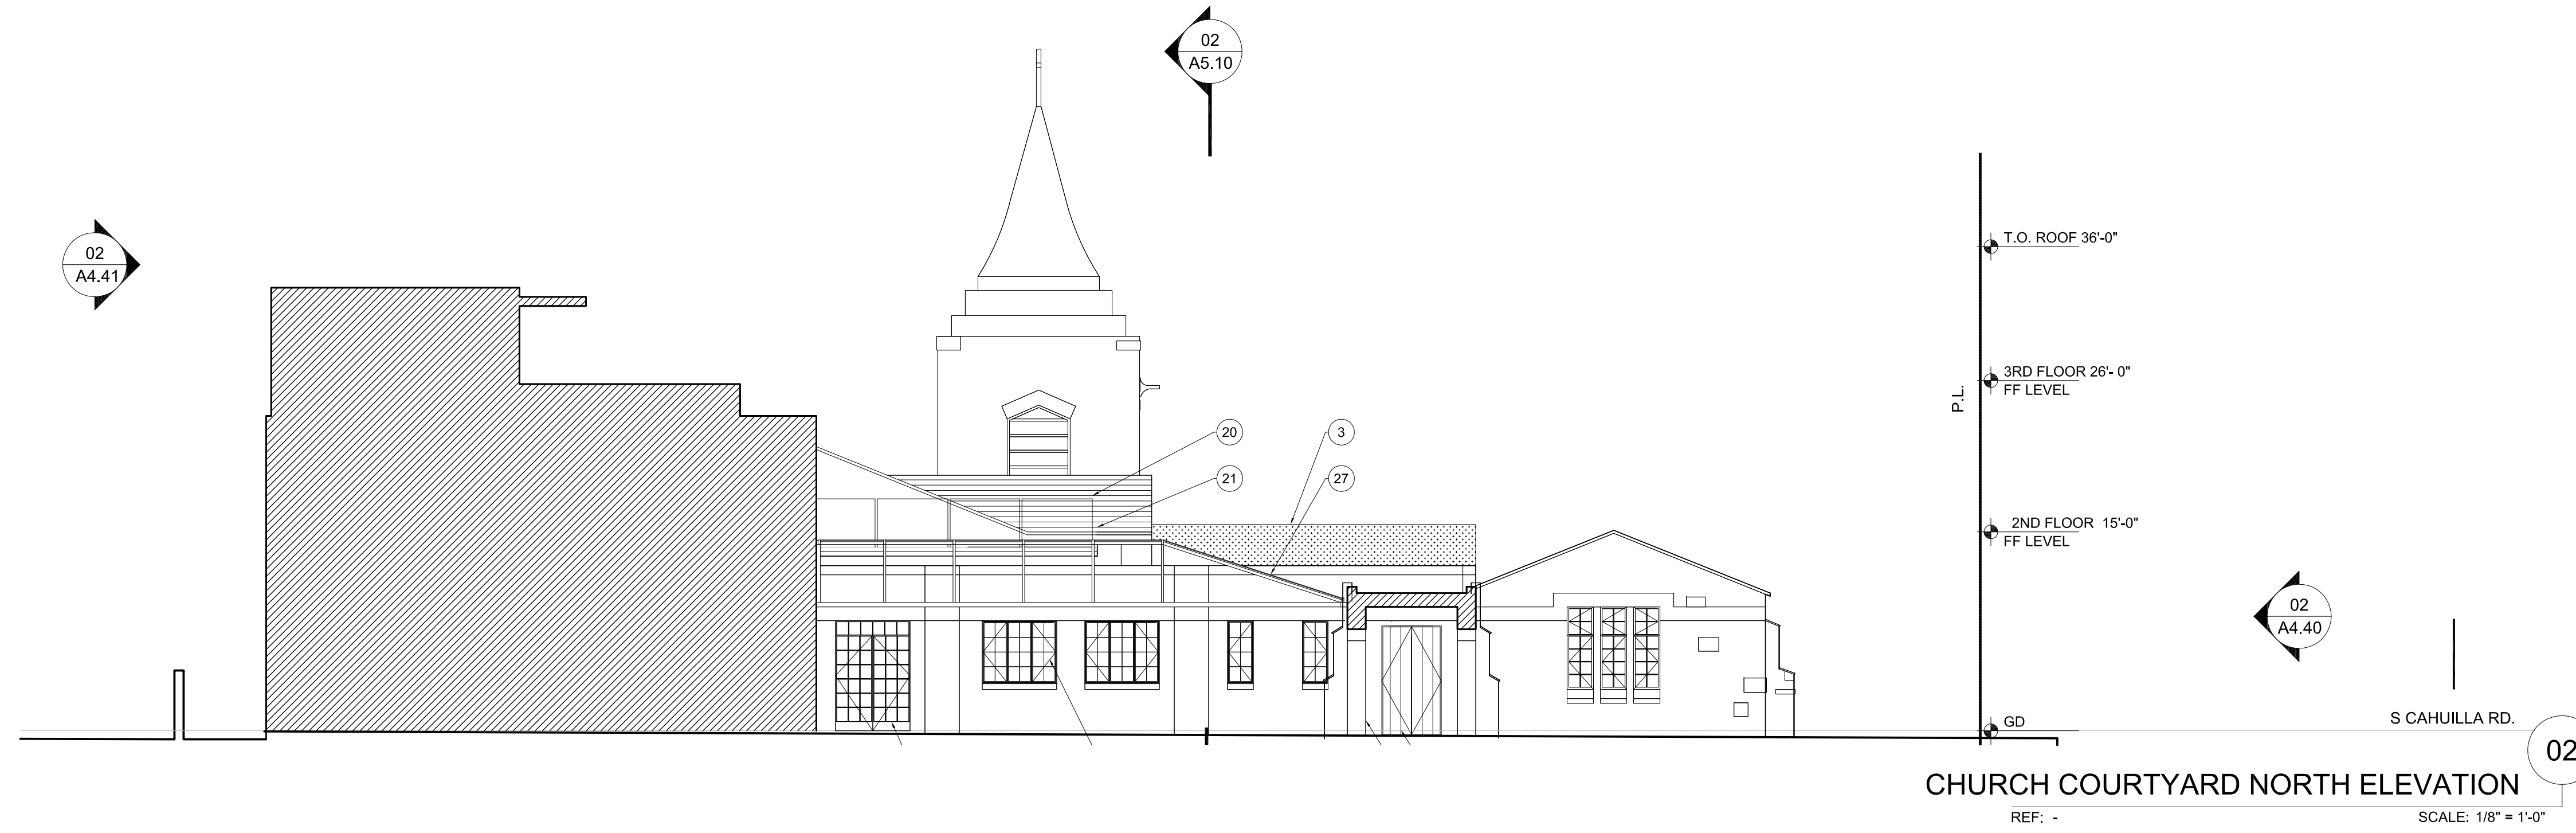 02
A5.10
02
A4.41
T.O. ROOF 36'-0"
3RD FLOOR 26'- 0"
FF LEVEL
P.L.
20
3
21
27
2ND FLOOR 15'-0"
FF LEVEL
02
A4.40
GD
S CAHUILLA RD.
02
CHURCH COURTYARD NORTH ELEVATION
REF: -
SCALE: 1/8" = 1'-0"